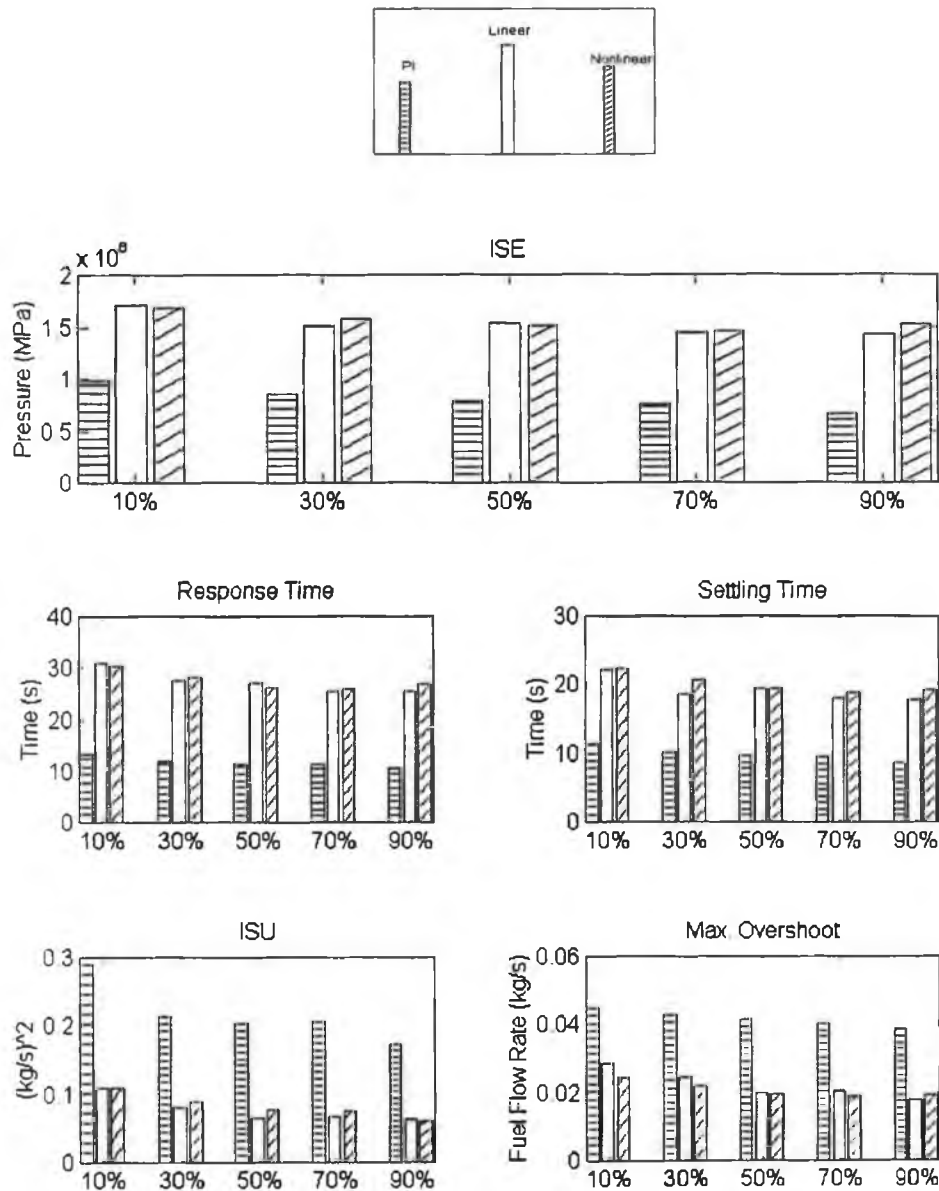 Linear
PI
Nonlinear
ISE
x 10^8
Pressure (MPa)
2
1 5
1
0 5
0
10% 30% 50% 70% 90%
Response Time
Time (s)
40
30
20
10
0
10% 30% 50% 70% 90%
Settling Time
Time (s)
30
20
10
0
10% 30% 50% 70% 90%
ISU
(kg/s)^2
0.3
0.2
0.1
0
10% 30% 50% 70% 90%
Max. Overshoot
Fuel Flow Rate (kg/s)
0.06
0.04
0.02
0
10% 30% 50% 70% 90%